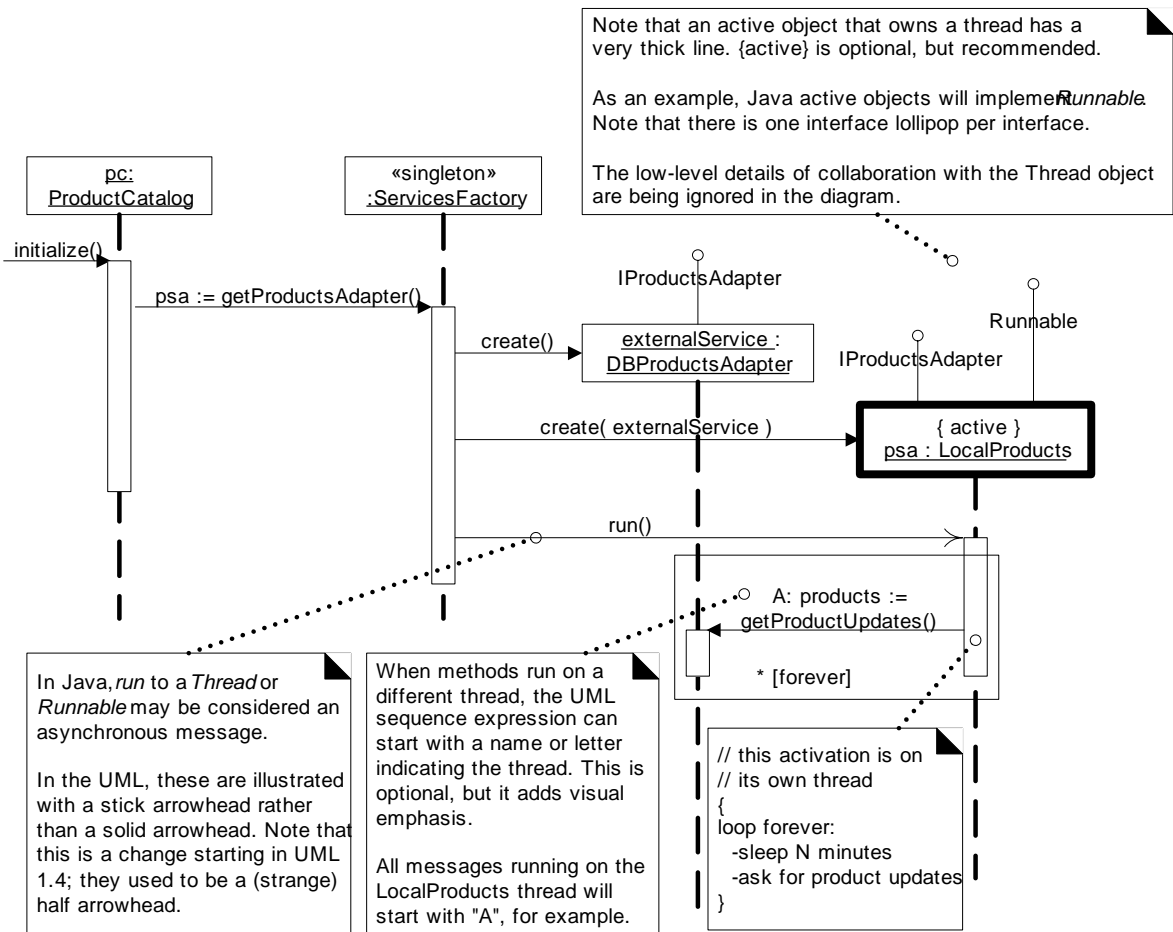 Note that an active object that owns a thread has a
very thick line. {active} is optional, but recommended.
As an example, Java active objects will implement Runnable.
Note that there is one interface lollipop per interface.
The low-level details of collaboration with the Thread object
are being ignored in the diagram.
pc:
ProductCatalog
«singleton»
:ServicesFactory
initialize()
psa := getProductsAdapter()
IProductsAdapter
Runnable
create()
externalService :
DBProductsAdapter
IProductsAdapter
create( externalService )
{ active }
psa : LocalProducts
run()
A: products :=
getProductUpdates()
* [forever]
In Java, run to a Thread or
Runnable may be considered an
asynchronous message.
In the UML, these are illustrated
with a stick arrowhead rather
than a solid arrowhead. Note that
this is a change starting in UML
1.4; they used to be a (strange)
half arrowhead.
When methods run on a
different thread, the UML
sequence expression can
start with a name or letter
indicating the thread. This is
optional, but it adds visual
emphasis.
All messages running on the
LocalProducts thread will
start with "A", for example.
// this activation is on
// its own thread
{
loop forever:
-sleep N minutes
-ask for product updates
}